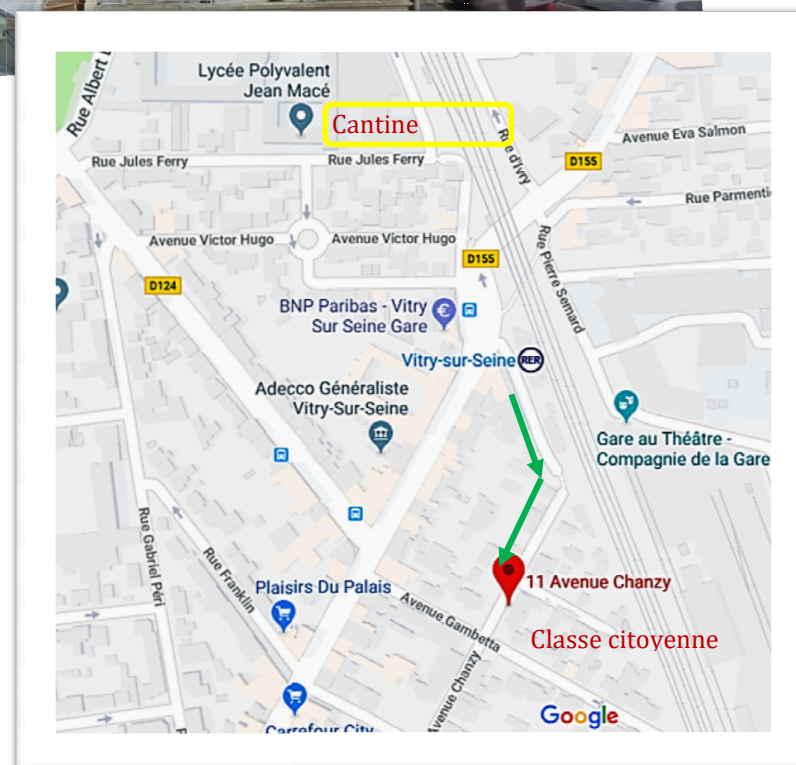 Rue Albert
Lycée Polyvalent
Jean Macé
Cantine
Rue d'Ivry
Avenue Eva Salmon
D155
Rue Jules Ferry
Rue Jules Ferry
Rue Parmenti
Avenue Victor Hugo
Avenue Victor Hugo
Rue Pierre Semard
D155
D124
BNP Paribas - Vitry
Sur Seine Gare
€
Vitry-sur-Seine
RER
Adecco Généraliste
Vitry-Sur-Seine
Gare au Théâtre -
Compagnie de la Gare
Rue Gabriel Péri
Rue Franklin
Plaisirs Du Palais
11 Avenue Chanzy
Avenue Gambetta
Classe citoyenne
Avenue Chanzy
Google
Carrefour City